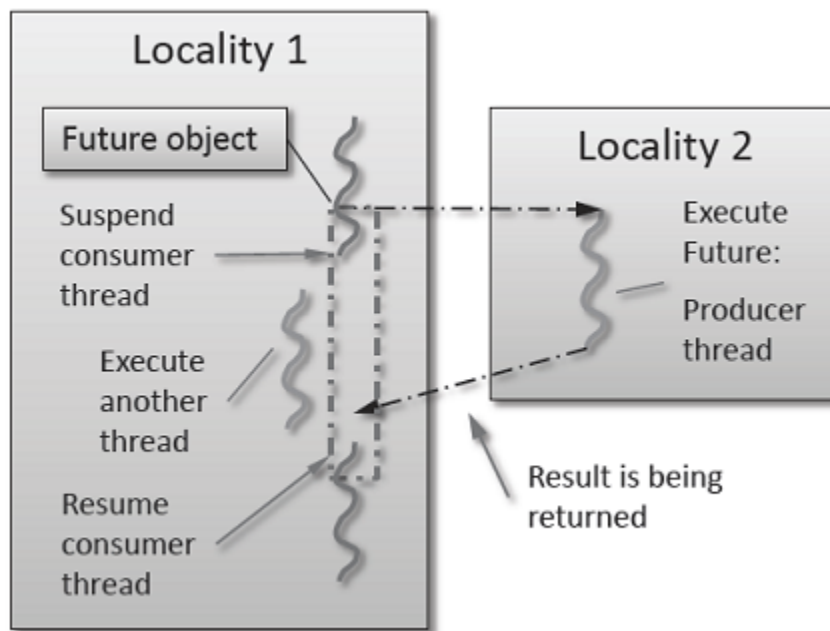 Locality 1
Future object
Suspend
consumer
thread
Execute
another
thread
Resume
consumer
thread
Locality 2
Execute
Future:
Producer
thread
Result is being
returned